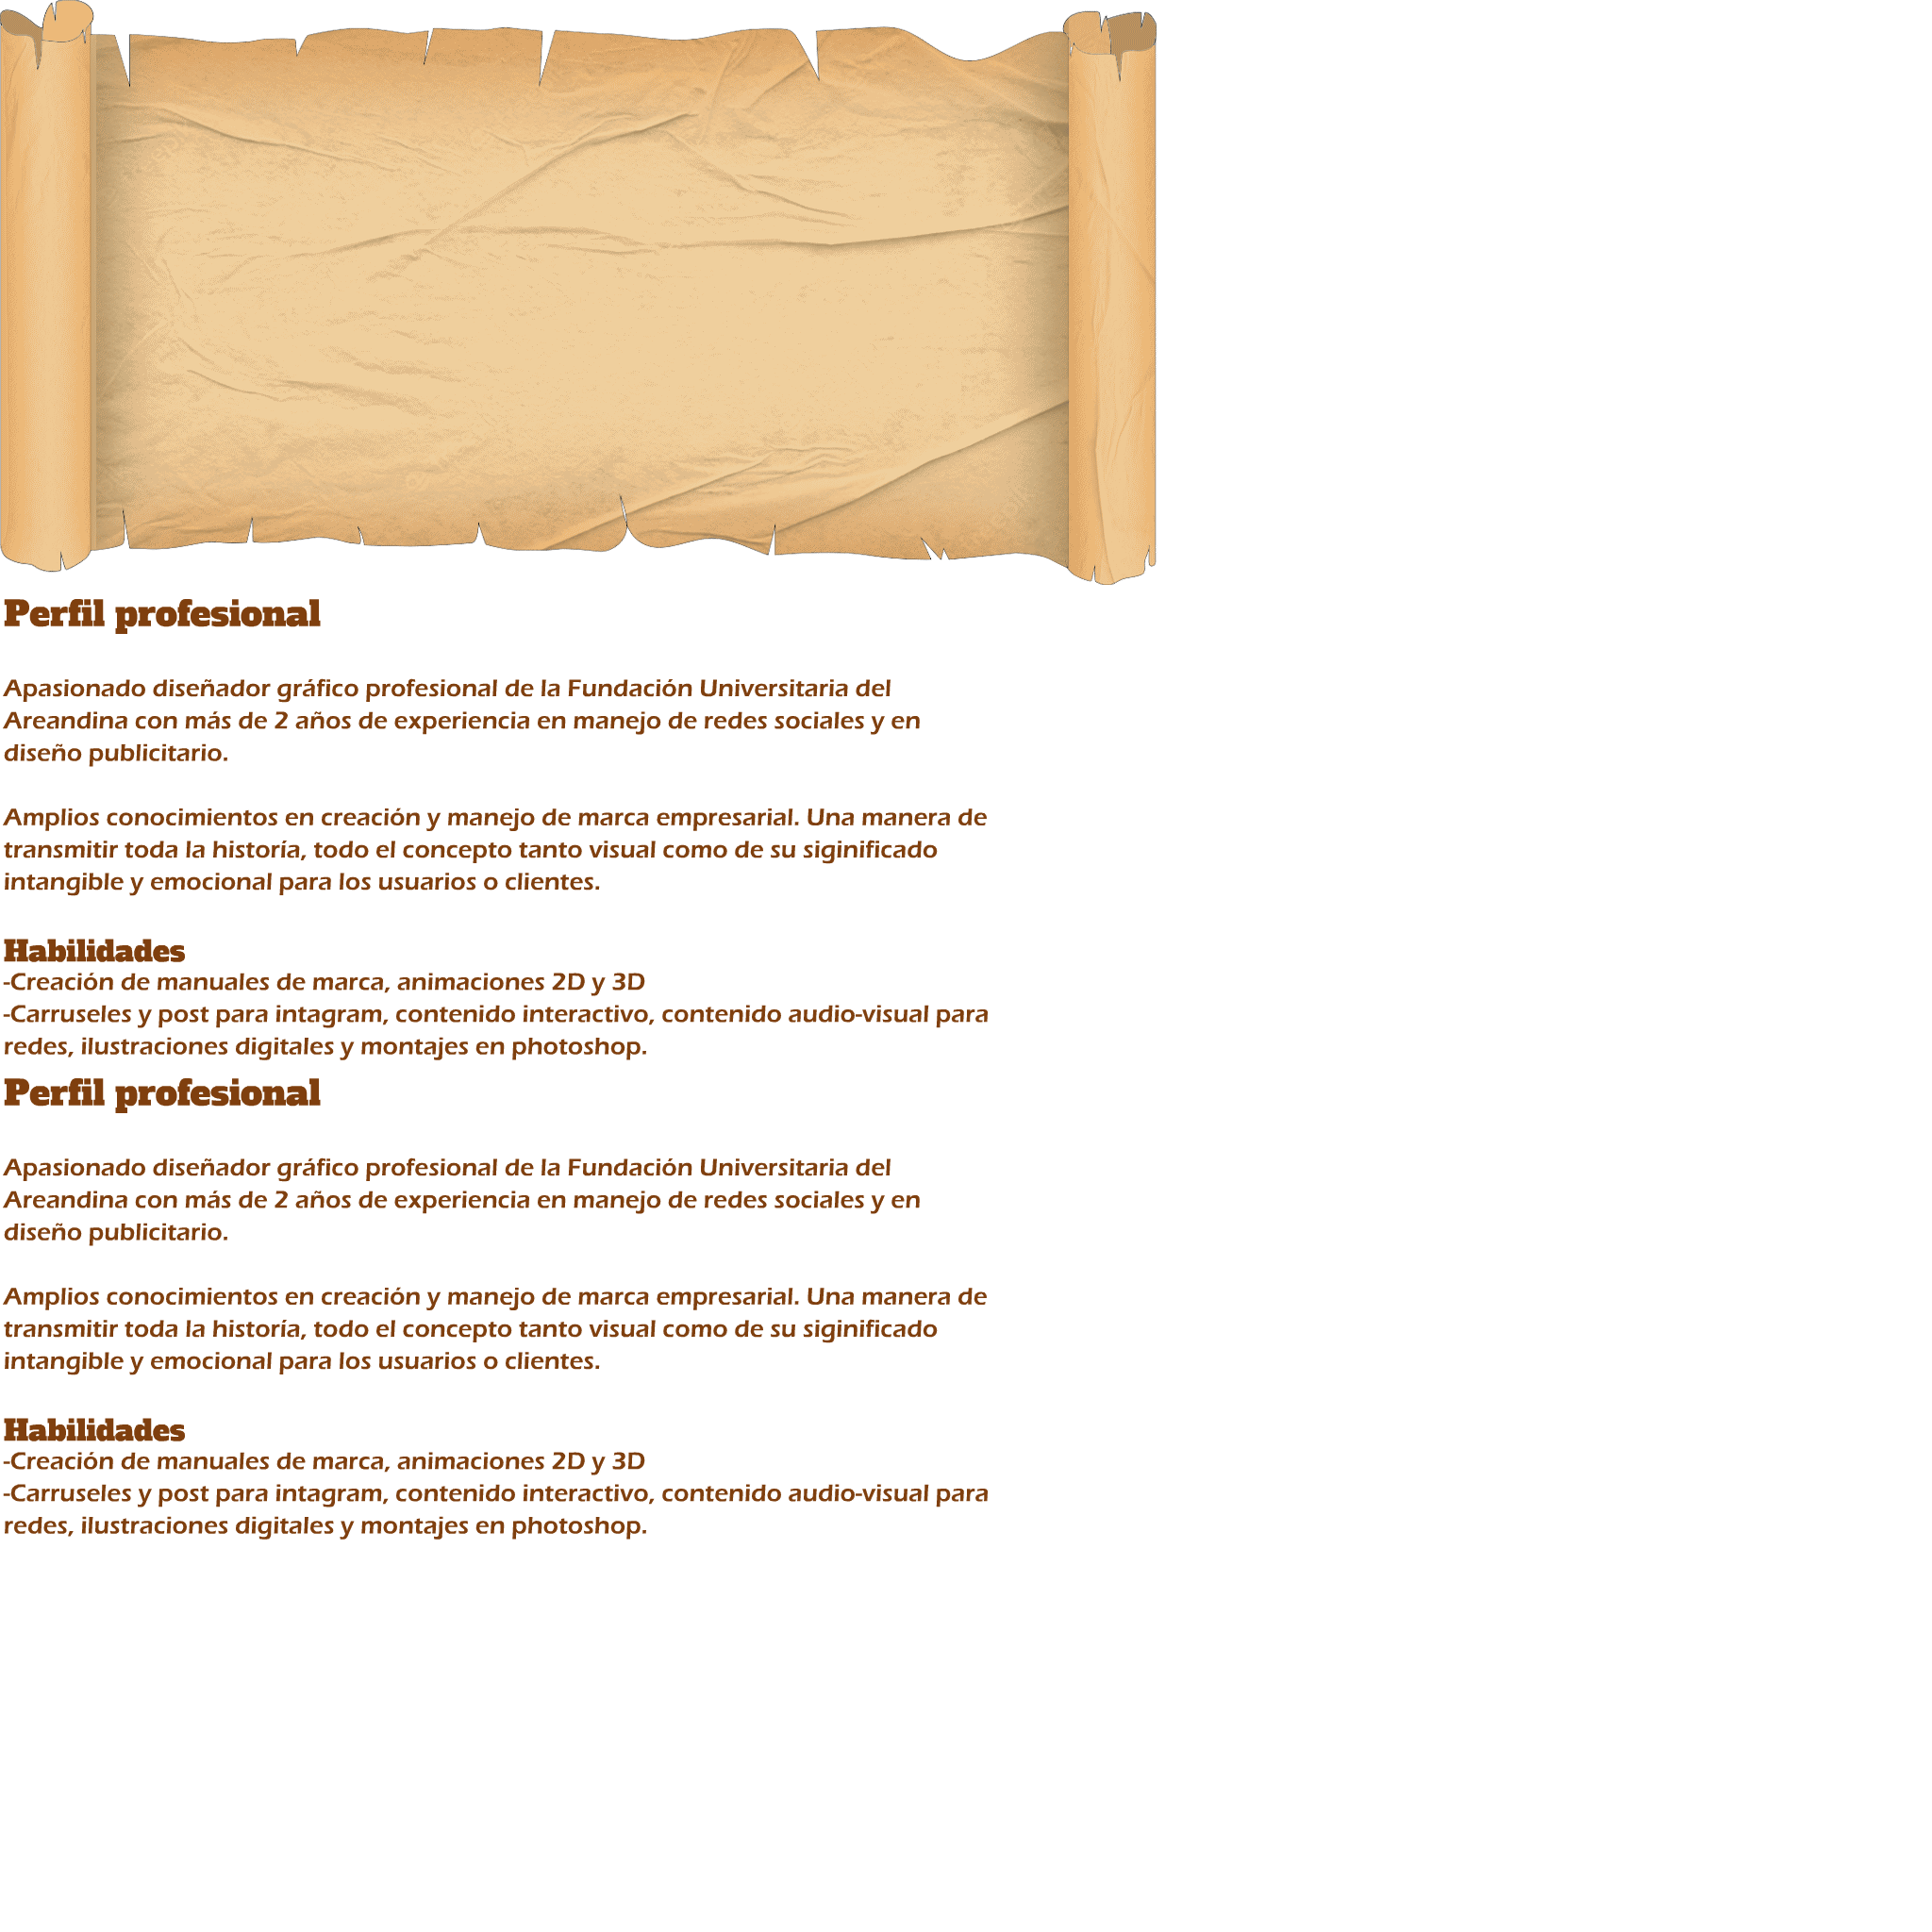 Perfil profesional
Apasionado diseñador gráfico profesional de la Fundación Universitaria del
Areandina con más de 2 años de experiencia en manejo de redes sociales y en
diseño publicitario.
Amplios conocimientos en creación y manejo de marca empresarial. Una manera de
transmitir toda la historía, todo el concepto tanto visual como de su siginificado
intangible y emocional para los usuarios o clientes.
Habilidades
-Creación de manuales de marca, animaciones 2D y 3D
-Carruseles y post para intagram, contenido interactivo, contenido audio-visual para
redes, ilustraciones digitales y montajes en photoshop.
Perfil profesional
Apasionado diseñador gráfico profesional de la Fundación Universitaria del
Areandina con más de 2 años de experiencia en manejo de redes sociales y en
diseño publicitario.
Amplios conocimientos en creación y manejo de marca empresarial. Una manera de
transmitir toda la historía, todo el concepto tanto visual como de su siginificado
intangible y emocional para los usuarios o clientes.
Habilidades
-Creación de manuales de marca, animaciones 2D y 3D
-Carruseles y post para intagram, contenido interactivo, contenido audio-visual para
redes, ilustraciones digitales y montajes en photoshop.